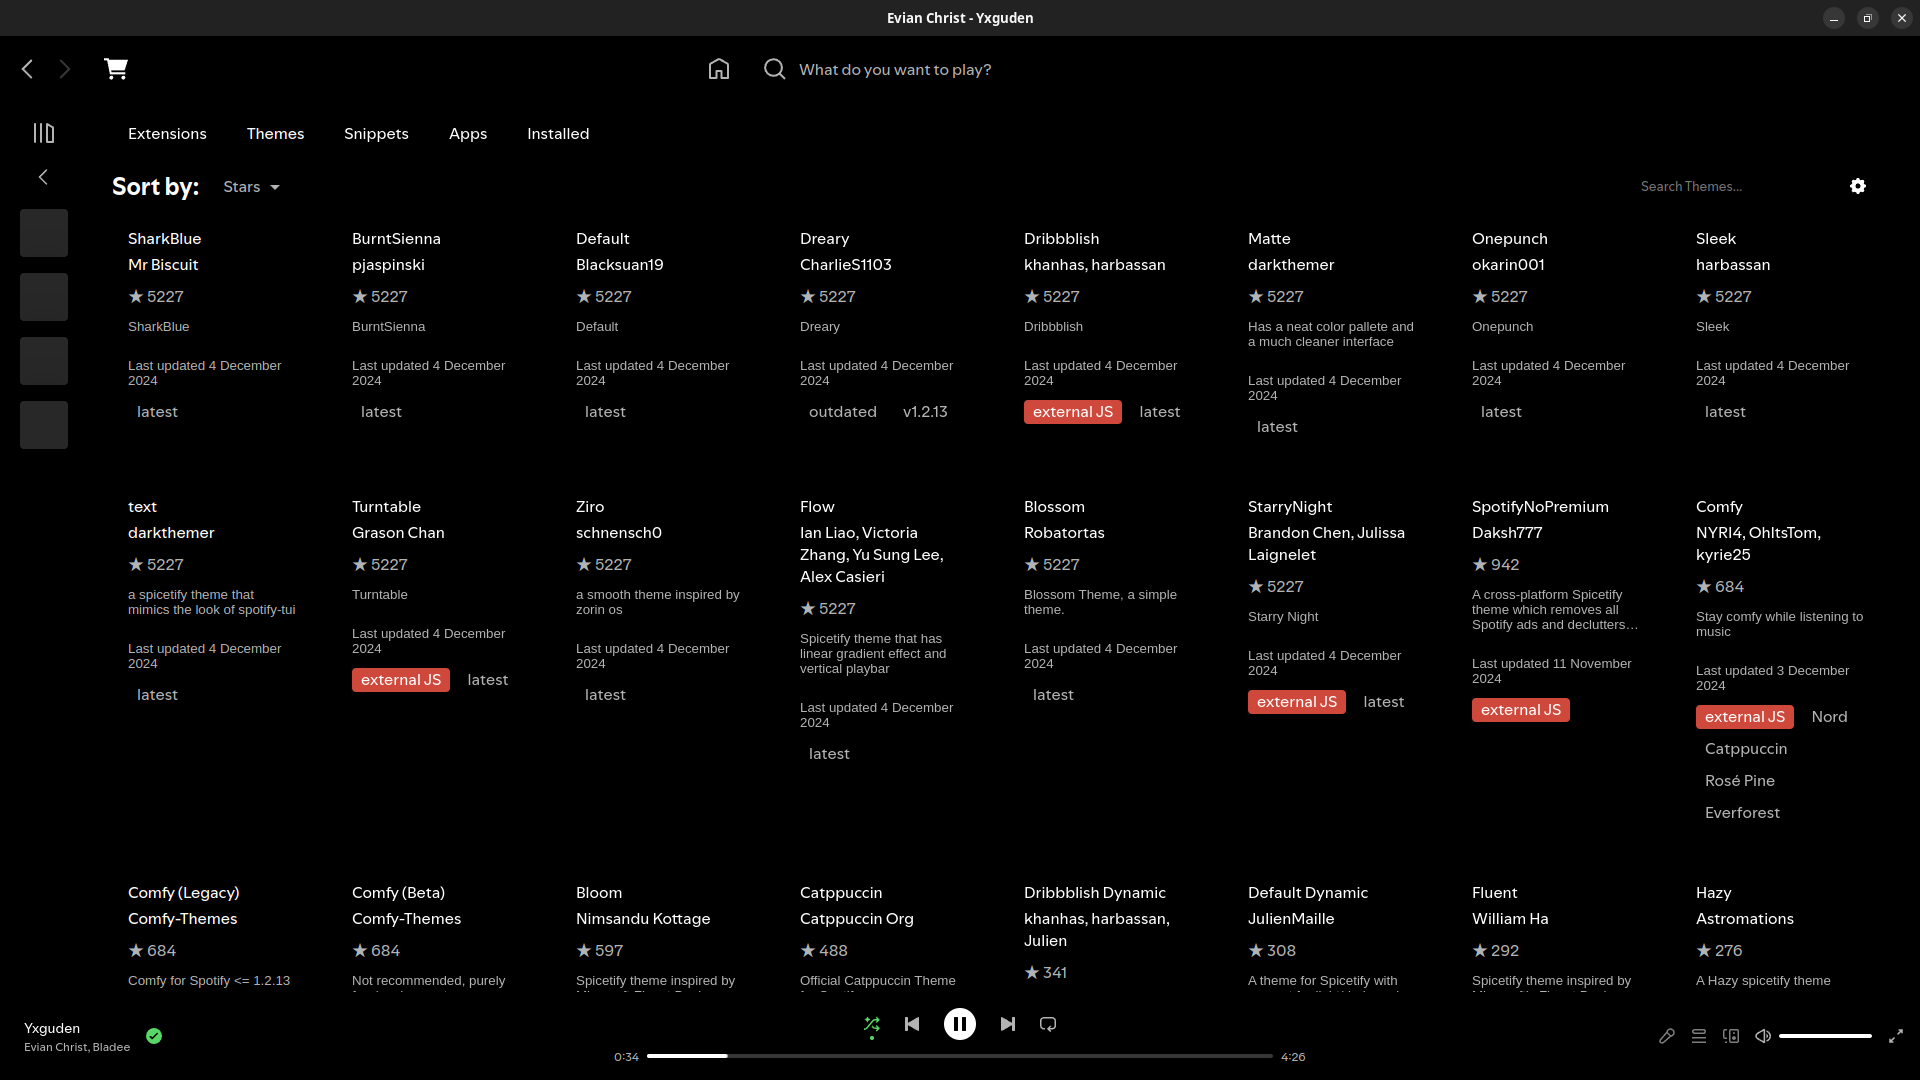 Evian Christ - Yxguden
What do you want to play?
Extensions Themes Snippets Apps Installed
Sort by: Stars
Search Themes...
SharkBlue
Mr Biscuit
★ 5227
SharkBlue
Last updated 4 December
2024
latest
BurntSienna
pjaspinski
★ 5227
BurntSienna
Last updated 4 December
2024
latest
Default
Blacksuan19
★ 5227
Default
Last updated 4 December
2024
latest
Dreary
CharlieS1103
★ 5227
Dreary
Last updated 4 December
2024
outdated v1.2.13
Dribbblish
khanhas, harbassan
★ 5227
Dribbblish
Last updated 4 December
2024
external JS latest
Matte
darkthemer
★ 5227
Has a neat color pallete and
a much cleaner interface
Last updated 4 December
2024
latest
Onepunch
okarin001
★ 5227
Onepunch
Last updated 4 December
2024
latest
Sleek
harbassan
★ 5227
Sleek
Last updated 4 December
2024
latest
text
darkthemer
★ 5227
a spicetify theme that
mimics the look of spotify-tui
Last updated 4 December
2024
latest
Turntable
Grason Chan
★ 5227
Turntable
Last updated 4 December
2024
external JS latest
Ziro
schnensch0
★ 5227
a smooth theme inspired by
zorin os
Last updated 4 December
2024
latest
Flow
Ian Liao, Victoria
Zhang, Yu Sung Lee,
Alex Casieri
★ 5227
Spicetify theme that has
linear gradient effect and
vertical playbar
Last updated 4 December
2024
latest
Blossom
Robatortas
★ 5227
Blossom Theme, a simple
theme.
Last updated 4 December
2024
latest
StarryNight
Brandon Chen, Julissa
Laignelet
★ 5227
Starry Night
Last updated 4 December
2024
external JS latest
SpotifyNoPremium
Daksh777
★ 942
A cross-platform Spicetify
theme which removes all
Spotify ads and declutters…
Last updated 11 November
2024
external JS
Comfy
NYRI4, OhItsTom,
kyrie25
★ 684
Stay comfy while listening to
music
Last updated 3 December
2024
external JS Nord
Catppuccin
Rosé Pine
Everforest
Comfy (Legacy)
Comfy-Themes
★ 684
Comfy for Spotify <= 1.2.13
Comfy (Beta)
Comfy-Themes
★ 684
Not recommended, purely
Bloom
Nimsandu Kottage
★ 597
Spicetify theme inspired by
Catppuccin
Catppuccin Org
★ 488
Official Catppuccin Theme
Dribbblish Dynamic
khanhas, harbassan,
Julien
★ 341
Default Dynamic
JulienMaille
★ 308
A theme for Spicetify with
Fluent
William Ha
★ 292
Spicetify theme inspired by
Hazy
Astromations
★ 276
A Hazy spicetify theme
Yxguden
Evian Christ, Bladee
0:34
4:26